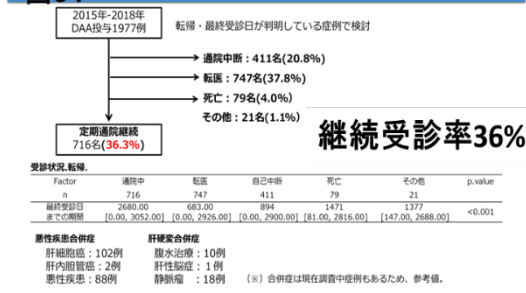 2015年-2018年
DAA投与1977例
転帰・最終受診日が判明している症例で検討
通院中断：411名(20.8%)
転医：747名(37.8%)
死亡：79名(4.0%)
その他：21名(1.1%)
定期通院継続
716名(36.3%)
継続受診率36%
受診状況.転帰.
Factor 通院中 転医 自己中断 死亡 その他 p.value
n 716 747 411 79 21
最終受診日までの期間 2680.00 [0.00, 3052.00] 683.00 [0.00, 2926.00] 894 [0.00, 2900.00] 1471 [81.00, 2816.00] 1377 [147.00, 2688.00] <0.001
悪性疾患合併症 肝硬変合併症
肝細胞癌：102例 腹水治療：10例
肝内胆管癌：2例 肝性脳症：1例
悪性疾患：88例 静脈瘤：18例 (※)合併症は現在調査中症例もあるため、参考値。